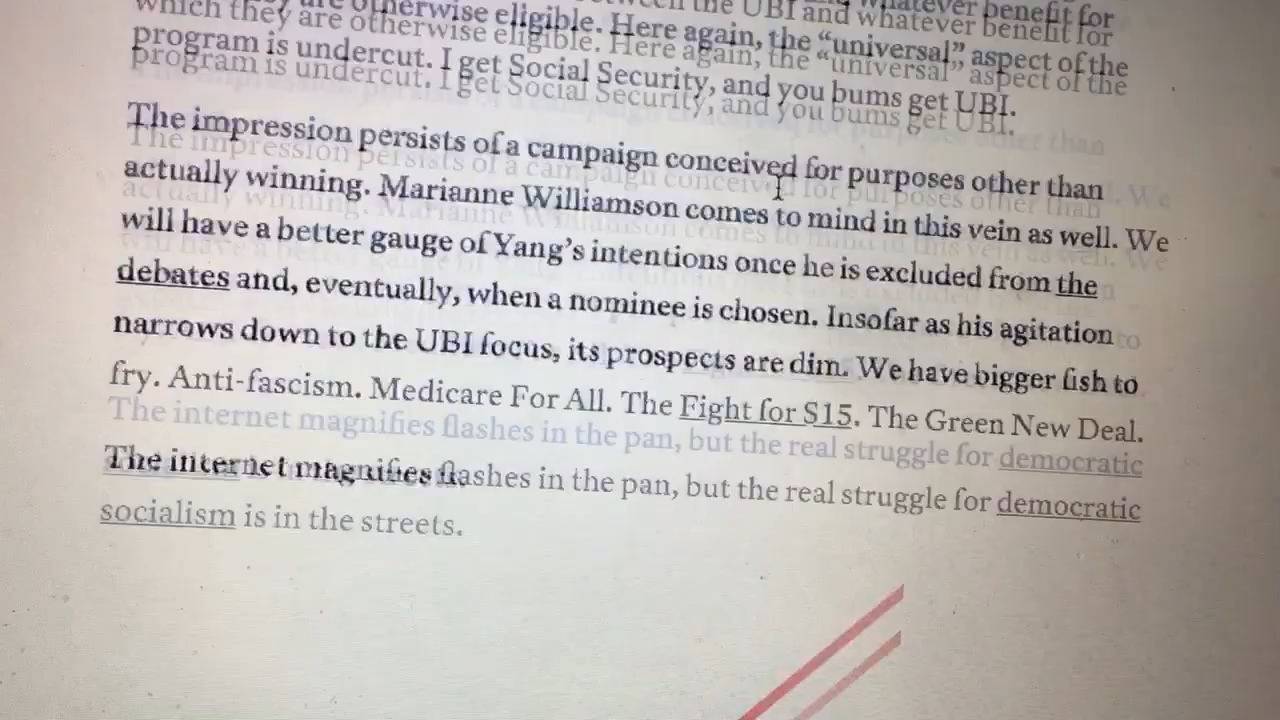 which they are otherwise eligible. Here again, the “universal” aspect of the
program is undercut. I get Social Security, and you bums get UBI.
The impression persists of a campaign conceived for purposes other than
actually winning. Marianne Williamson comes to mind in this vein as well. We
will have a better gauge of Yang’s intentions once he is excluded from the
debates and, eventually, when a nominee is chosen. Insofar as his agitation
narrows down to the UBI focus, its prospects are dim. We have bigger fish to
fry. Anti-fascism. Medicare For All. The Fight for $15. The Green New Deal.
The internet magnifies flashes in the pan, but the real struggle for democratic
socialism is in the streets.